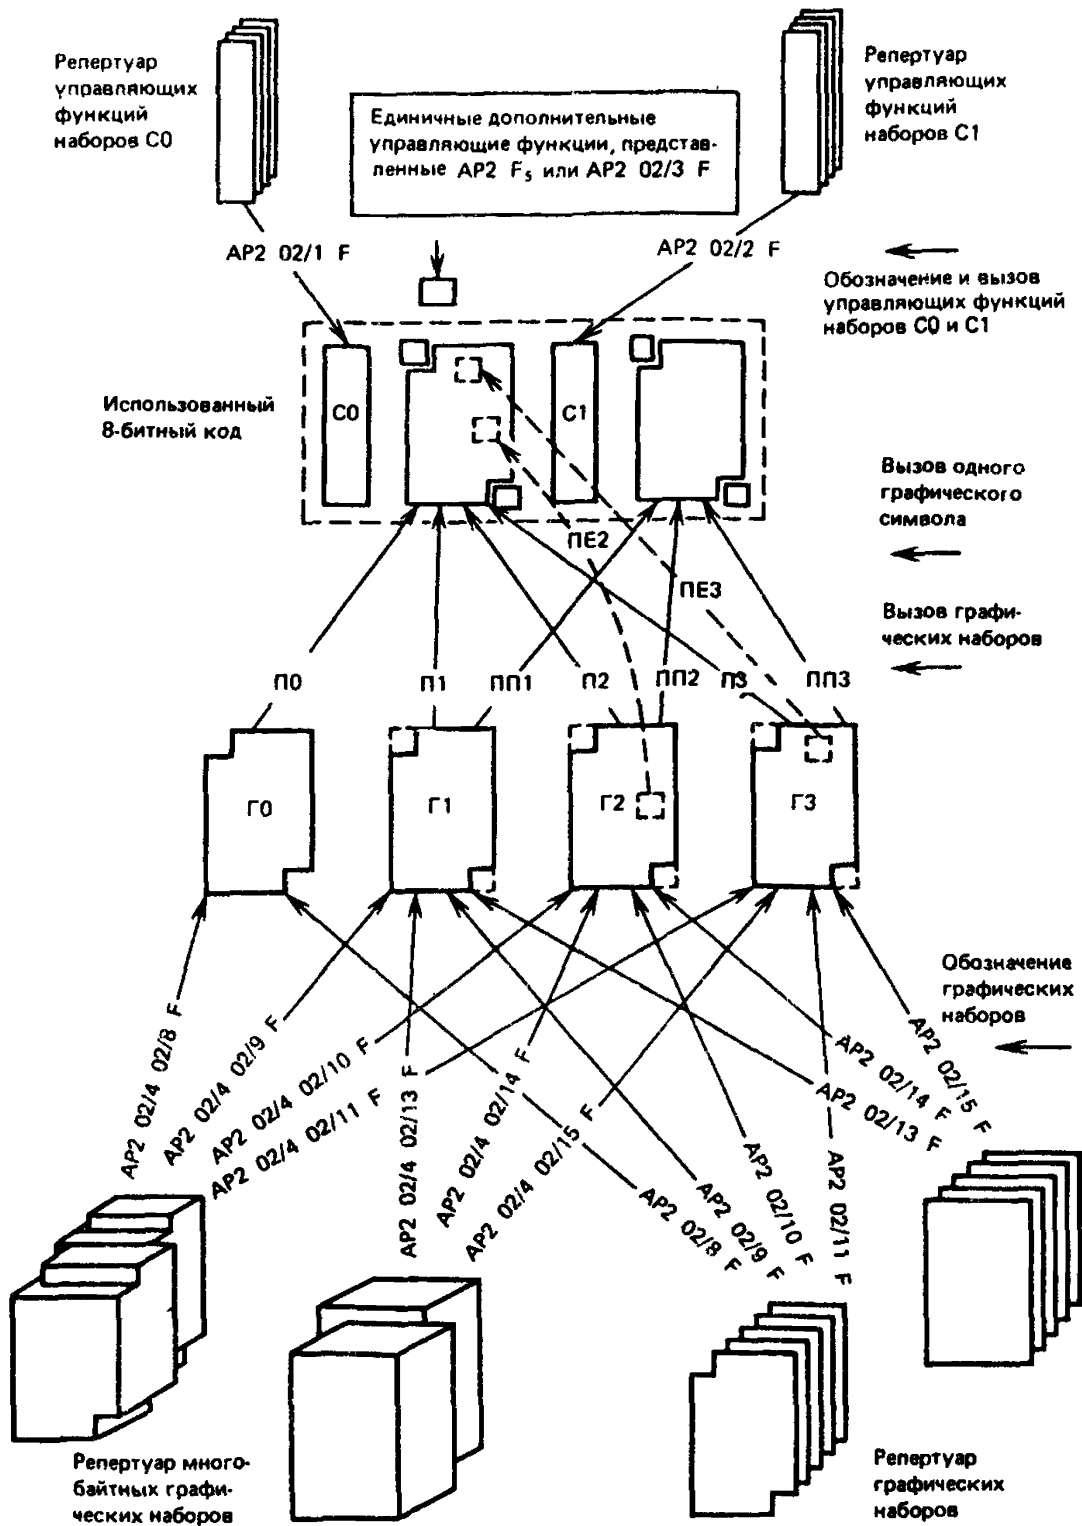 Репертуар
управляющих
функций
наборов С0
Единичные дополнительные
управляющие функции, представ-
ленные АР2 Fs или АР2 02/3 F
Репертуар
управляющих
функций
наборов С1
АР2 02/1 F
АР2 02/2 F
Обозначение и вызов
управляющих функций
наборов С0 и С1
Использованный
8-битный код
С0
С1
Вызов одного
графического
символа
ПЕ2
ПЕ3
Вызов графи-
ческих наборов
П0
П1
ПП1
П2
ПП2
П3
ПП3
Г0
Г1
Г2
Г3
Обозначение
графических
наборов
АР2 02/4 02/8 F
АР2 02/4 02/9 F
АР2 02/4 02/10 F
АР2 02/4 02/11 F
АР2 02/4 02/13 F
АР2 02/4 02/14 F
АР2 02/4 02/15 F
АР2 02/8 F
АР2 02/9 F
АР2 02/10 F
АР2 02/11 F
АР2 02/13 F
АР2 02/14 F
АР2 02/15 F
Репертуар много-
байтных графи-
ческих наборов
Репертуар
графических
наборов